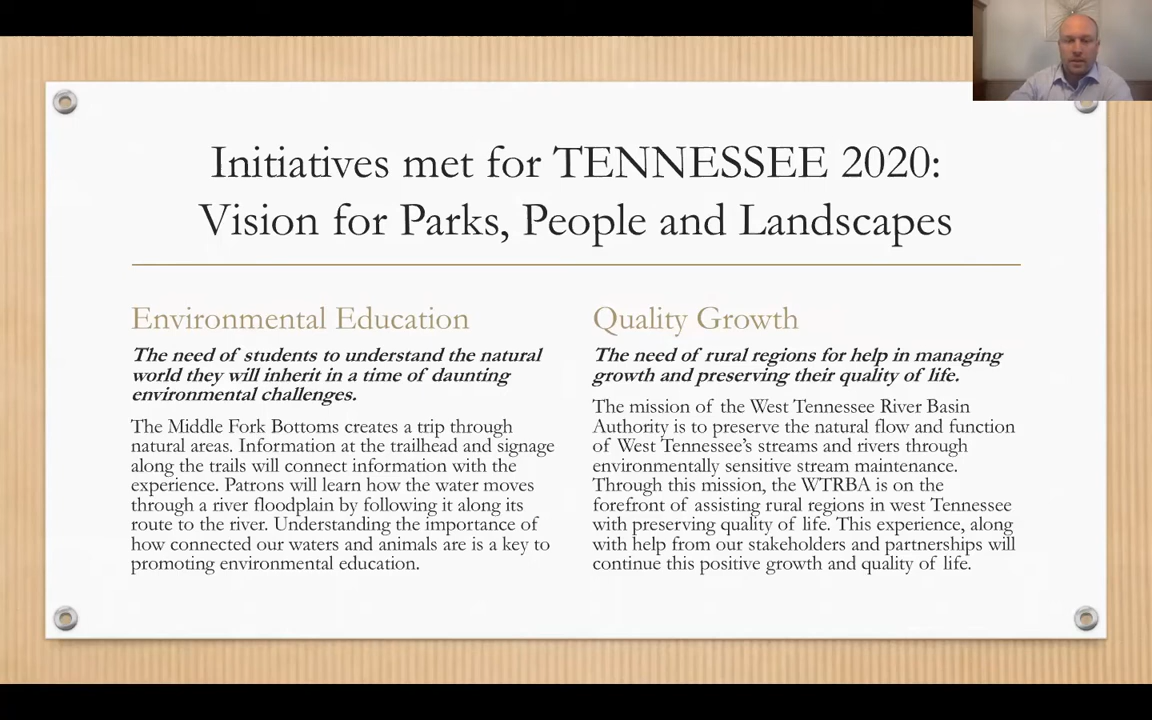 Initiatives met for TENNESSEE 2020:
Vision for Parks, People and Landscapes
Environmental Education
The need of students to understand the natural
world they will inherit in a time of daunting
environmental challenges.
The Middle Fork Bottoms creates a trip through
natural areas. Information at the trailhead and signage
along the trails will connect information with the
experience. Patrons will learn how the water moves
through a river floodplain by following it along its
route to the river. Understanding the importance of
how connected our waters and animals are is a key to
promoting environmental education.
Quality Growth
The need of rural regions for help in managing
growth and preserving their quality of life.
The mission of the West Tennessee River Basin
Authority is to preserve the natural flow and function
of West Tennessee's streams and rivers through
environmentally sensitive stream maintenance.
Through this mission, the WTRBA is on the
forefront of assisting rural regions in west Tennessee
with preserving quality of life. This experience, along
with help from our stakeholders and partnerships will
continue this positive growth and quality of life.